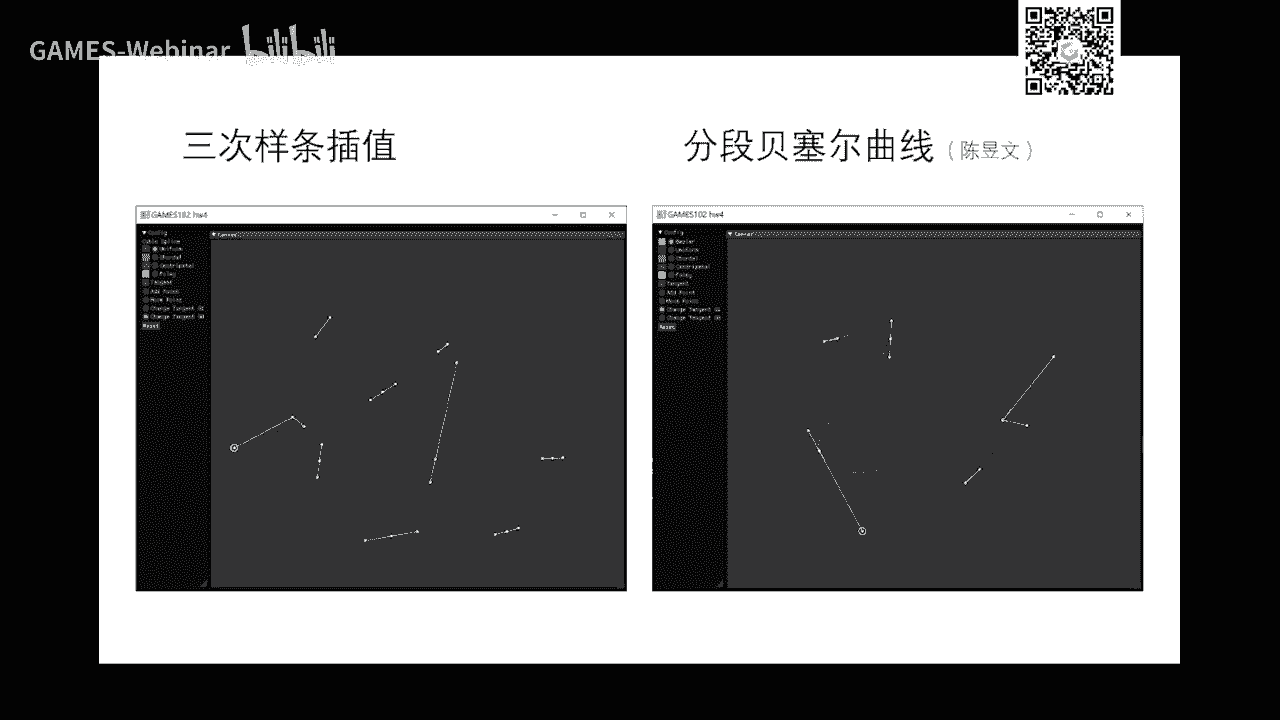 GAMES-Webinar bilibili
三次样条插值
分段贝塞尔曲线（陈昱文）
GAMES102 hw4
GAMES102 hw4
Config
Config
Cubic Spline
Bezier
Uniform
Uniform
Chordal
Chordal
Centripetal
Centripetal
Foley
Foley
Tangent
Tangent
Add Point
Add Point
Move Point
Move Point
Change Tangent
Change Tangent
Change Tangent
Change Tangent
Reset
Reset
Canvas
Canvas